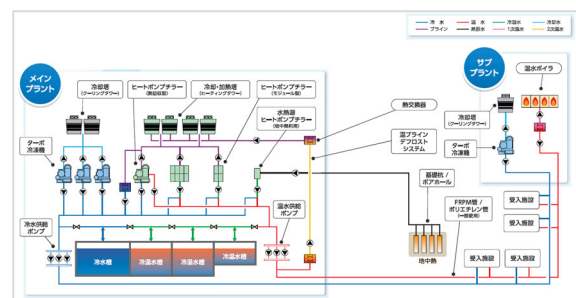 冷水
温水
冷温水
冷却水
ブライン
熱源水
1次温水
2次温水
メイン
プラント
冷却塔
(クーリングタワー)
ヒートポンプチラー
(熱回収型)
冷却・加熱塔
(ヒーティングタワー)
ヒートポンプチラー
(モジュール型)
水熱源
ヒートポンプチラー
(地中熱利用)
熱交換器
温ブライン
デフロスト
システム
ターボ
冷凍機
冷水供給
ポンプ
冷水槽
冷温水槽
冷温水槽
冷温水槽
温水供給
ポンプ
基礎杭/
ボアホール
地中熱
サブ
プラント
温水ボイラ
冷却塔
(クーリングタワー)
ターボ
冷凍機
FRPM管/
ポリエチレン管
(一部使用)
受入施設
受入施設
受入施設
受入施設